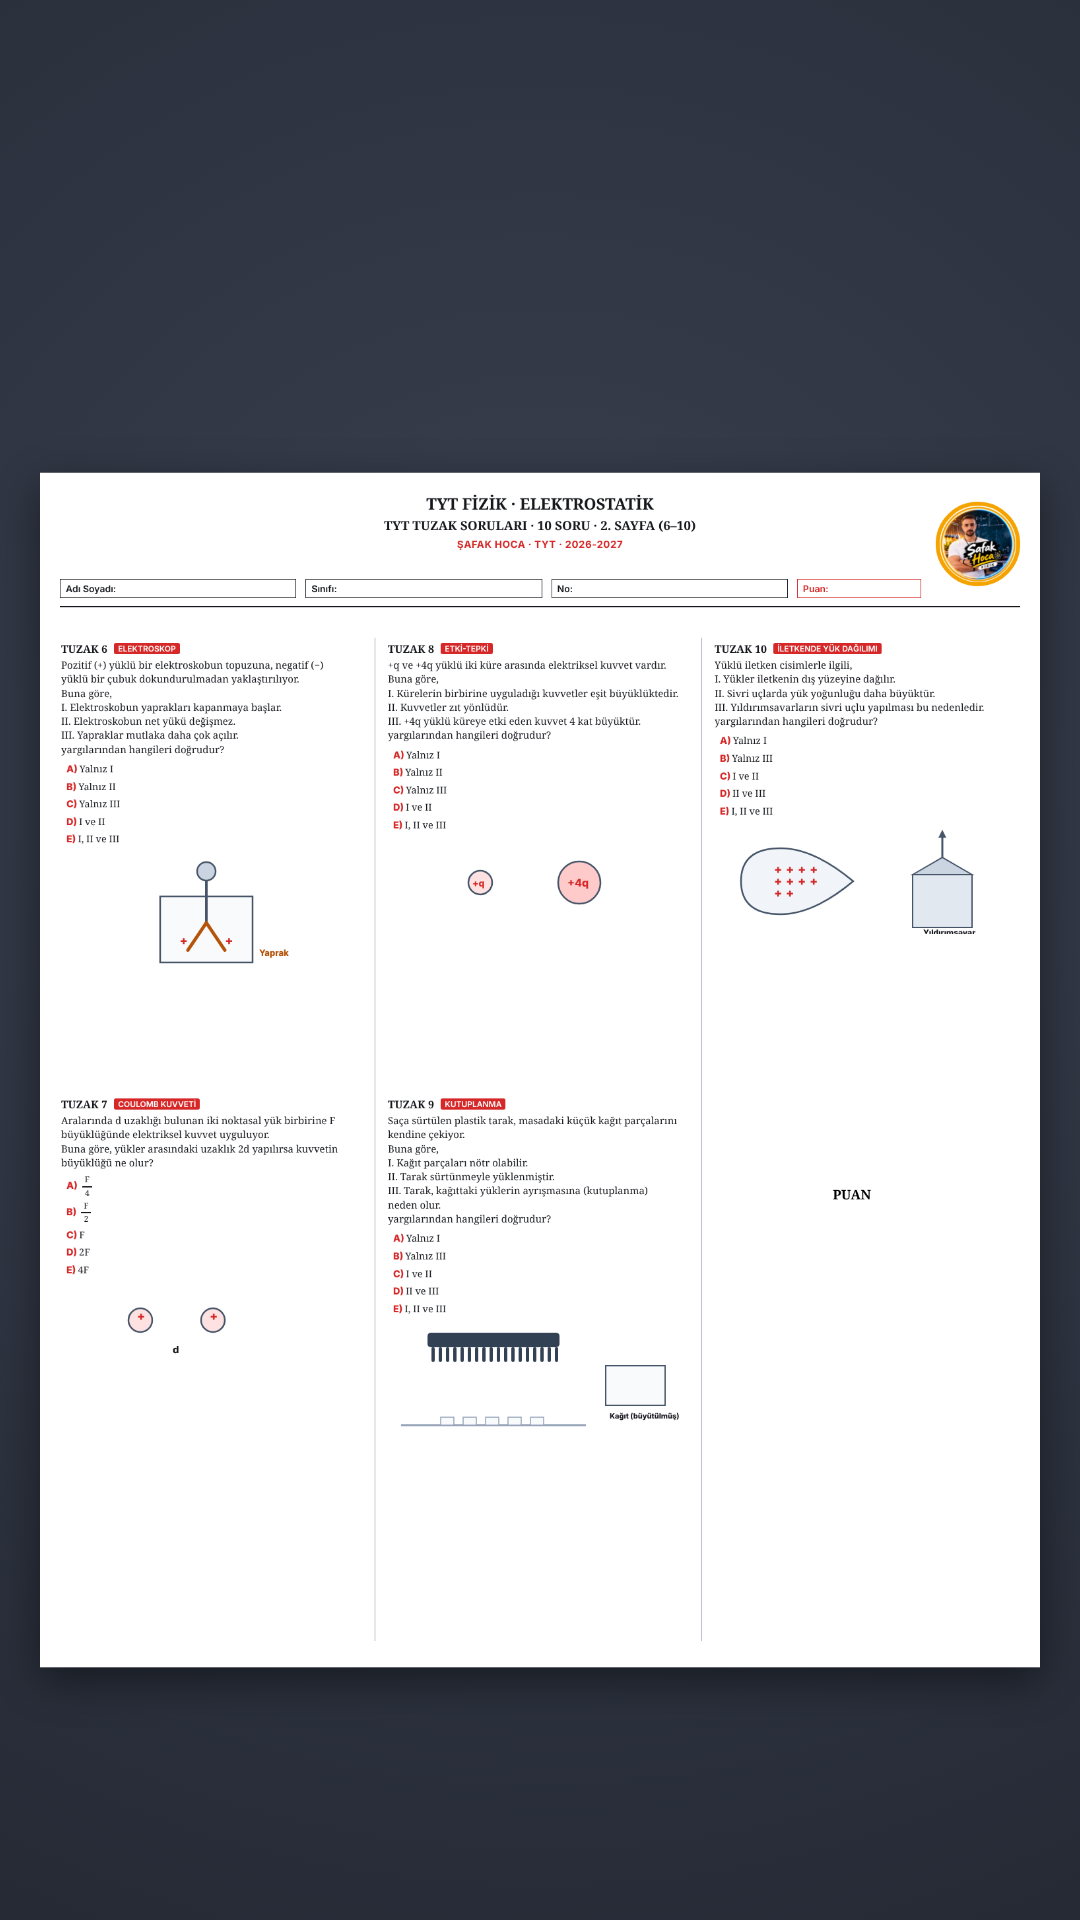 TYT FİZİK · ELEKTROSTATİK
TYT TUZAK SORULARI · 10 SORU · 2. SAYFA (6–10)
ŞAFAK HOCA · TYT · 2026-2027
Şafak
Hoca
Adı Soyadı:
Sınıfı:
No:
Puan:
TUZAK 6 ELEKTROSKOP
Pozitif (+) yüklü bir elektroskobun topuzuna, negatif (−)
yüklü bir çubuk dokundurulmadan yaklaştırılıyor.
Buna göre,
I. Elektroskobun yaprakları kapanmaya başlar.
II. Elektroskobun net yükü değişmez.
III. Yapraklar mutlaka daha çok açılır.
yargılarından hangileri doğrudur?
A) Yalnız I
B) Yalnız II
C) Yalnız III
D) I ve II
E) I, II ve III
+ +
Yaprak
TUZAK 7 COULOMB KUVVETİ
Aralarında d uzaklığı bulunan iki noktasal yük birbirine F
büyüklüğünde elektriksel kuvvet uyguluyor.
Buna göre, yükler arasındaki uzaklık 2d yapılırsa kuvvetin
büyüklüğü ne olur?
A) F/4
B) F/2
C) F
D) 2F
E) 4F
+ +
d
TUZAK 8 ETKİ-TEPKİ
+q ve +4q yüklü iki küre arasında elektriksel kuvvet vardır.
Buna göre,
I. Kürelerin birbirine uyguladığı kuvvetler eşit büyüklüktedir.
II. Kuvvetler zıt yönlüdür.
III. +4q yüklü küreye etki eden kuvvet 4 kat büyüktür.
yargılarından hangileri doğrudur?
A) Yalnız I
B) Yalnız II
C) Yalnız III
D) I ve II
E) I, II ve III
+q +4q
TUZAK 9 KUTUPLANMA
Saça sürtülen plastik tarak, masadaki küçük kağıt parçalarını
kendine çekiyor.
Buna göre,
I. Kağıt parçaları nötr olabilir.
II. Tarak sürtünmeyle yüklenmiştir.
III. Tarak, kağıttaki yüklerin ayrışmasına (kutuplanma)
neden olur.
yargılarından hangileri doğrudur?
A) Yalnız I
B) Yalnız III
C) I ve II
D) II ve III
E) I, II ve III
Kağıt (büyütülmüş)
TUZAK 10 İLETKENDE YÜK DAĞILIMI
Yüklü iletken cisimlerle ilgili,
I. Yükler iletkenin dış yüzeyine dağılır.
II. Sivri uçlarda yük yoğunluğu daha büyüktür.
III. Yıldırımsavarların sivri uçlu yapılması bu nedenledir.
yargılarından hangileri doğrudur?
A) Yalnız I
B) Yalnız III
C) I ve II
D) II ve III
E) I, II ve III
+ + + +
+ + + +
+ +
Yıldırımsavar
PUAN